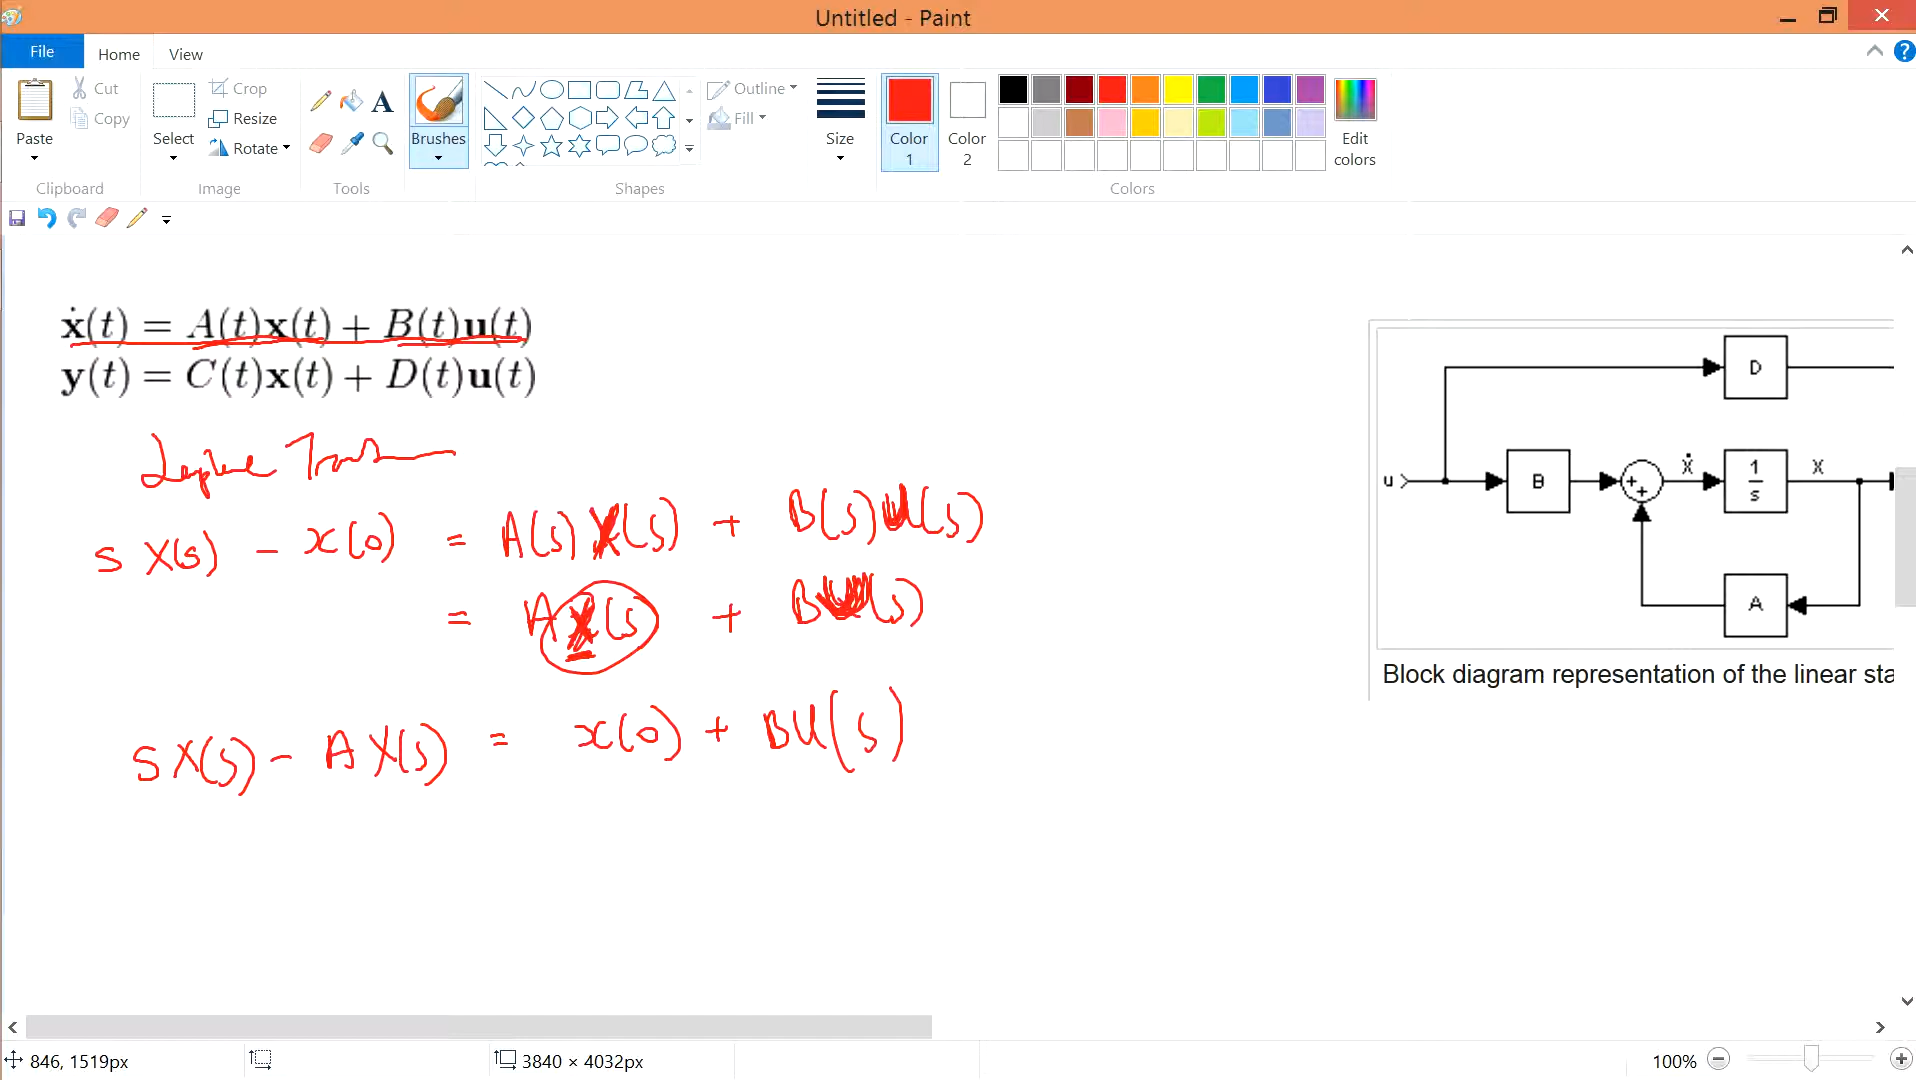 Untitled - Paint
File Home View
Paste Cut Copy Clipboard
Select Crop Resize Rotate Image
Tools
Brushes
Outline Fill Shapes
Size
Color 1 Color 2 Edit colors Colors
ẋ(t) = A(t)x(t) + B(t)u(t)
y(t) = C(t)x(t) + D(t)u(t)
Laplace
s X(s) - x(0) = A(s) X(s) + B(s) U(s)
= A X(s) + B U(s)
s X(s) - A X(s) = x(0) + B U(s)
D
u B + + ẋ 1/s x
A
Block diagram representation of the linear sta
846, 1519px 3840 × 4032px 100%